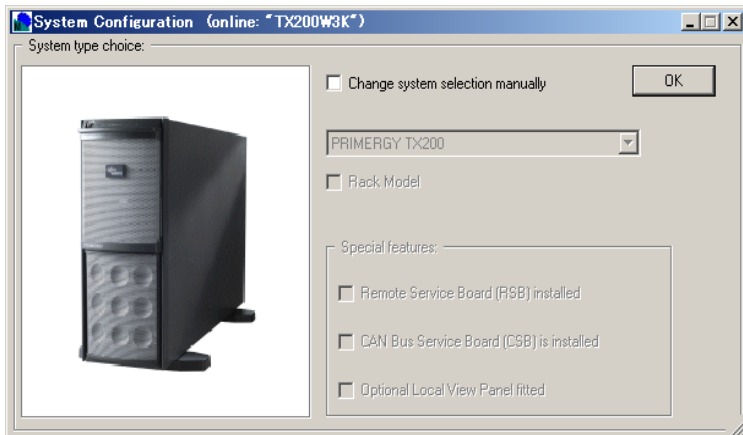 System Configuration (online: "TX200W3K")
System type choice:
Change system selection manually
OK
PRIMERGY TX200
Rack Model
Special features:
Remote Service Board (RSB) installed
CAN Bus Service Board (CSB) is installed
Optional Local View Panel fitted